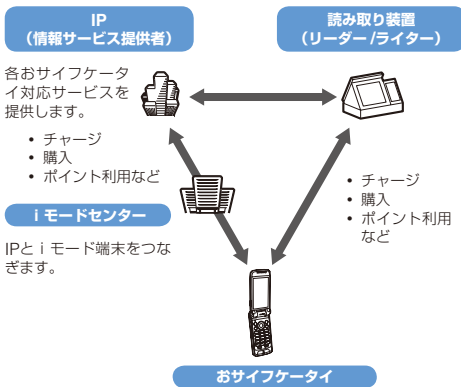 IP
（情報サービス提供者）
読み取り装置
（リーダー/ライター）
各おサイフケータ
イ対応サービスを
提供します。
• チャージ
• 購入
• ポイント利用など
i モードセンター
IPと i モード端末をつな
ぎます。
• チャージ
• 購入
• ポイント利用
など
おサイフケータイ